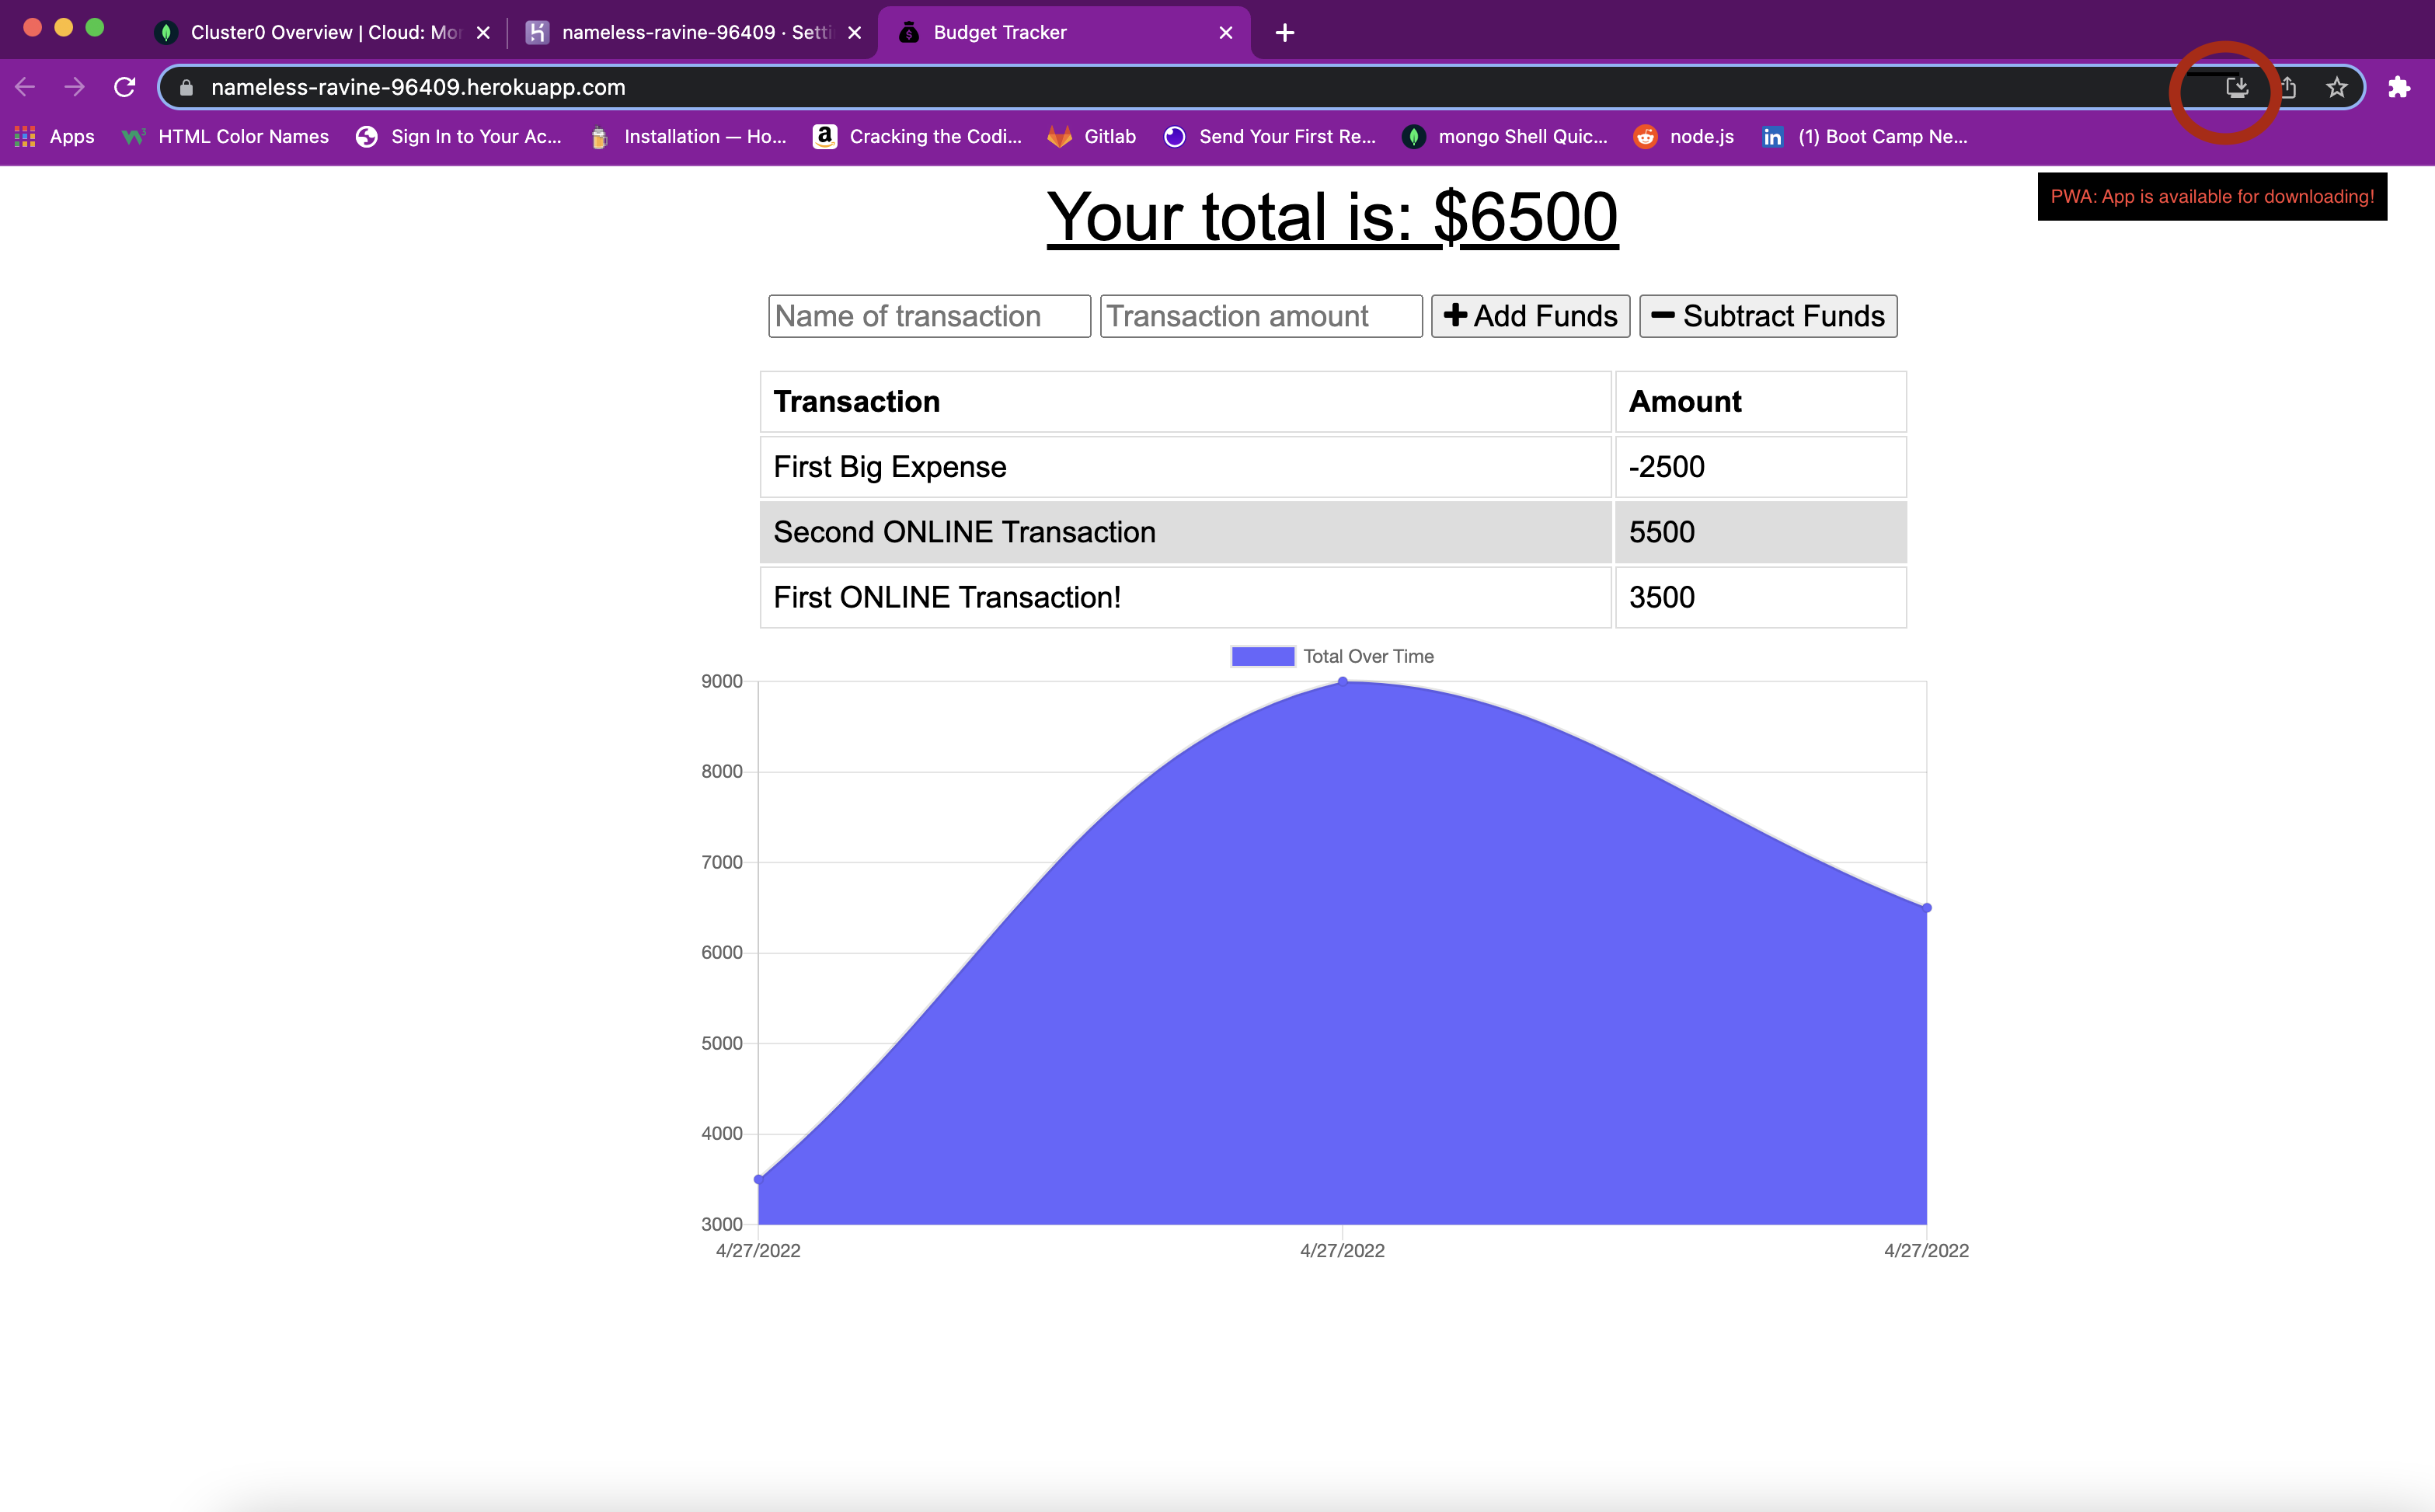 Cluster0 Overview | Cloud: Mon
nameless-ravine-96409 · Setti
Budget Tracker
nameless-ravine-96409.herokuapp.com
Apps
HTML Color Names
Sign In to Your Ac...
Installation — Ho...
Cracking the Codi...
Gitlab
Send Your First Re...
mongo Shell Quic...
node.js
(1) Boot Camp Ne...
Your total is: $6500
PWA: App is available for downloading!
Name of transaction
Transaction amount
Add Funds
Subtract Funds
Transaction Amount
First Big Expense -2500
Second ONLINE Transaction 5500
First ONLINE Transaction! 3500
Total Over Time
9000
8000
7000
6000
5000
4000
3000
4/27/2022 4/27/2022 4/27/2022